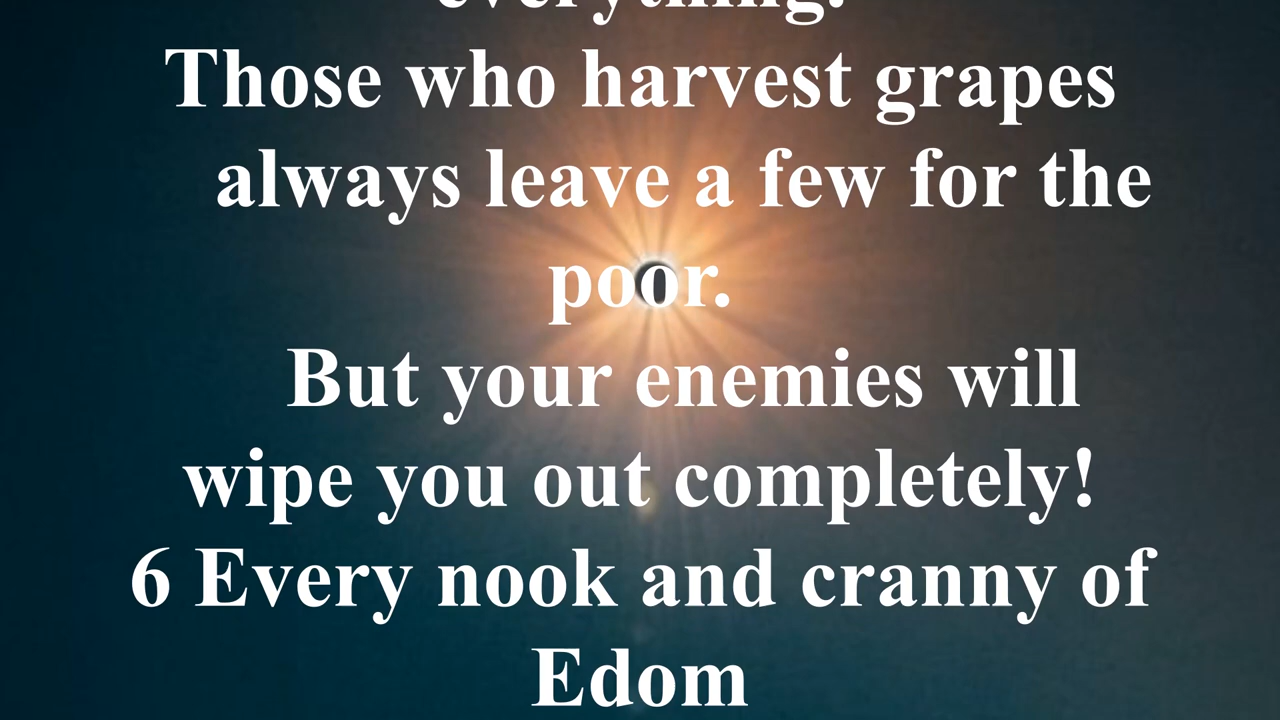 everything.
Those who harvest grapes
always leave a few for the
poor.
But your enemies will
wipe you out completely!
6 Every nook and cranny of
Edom